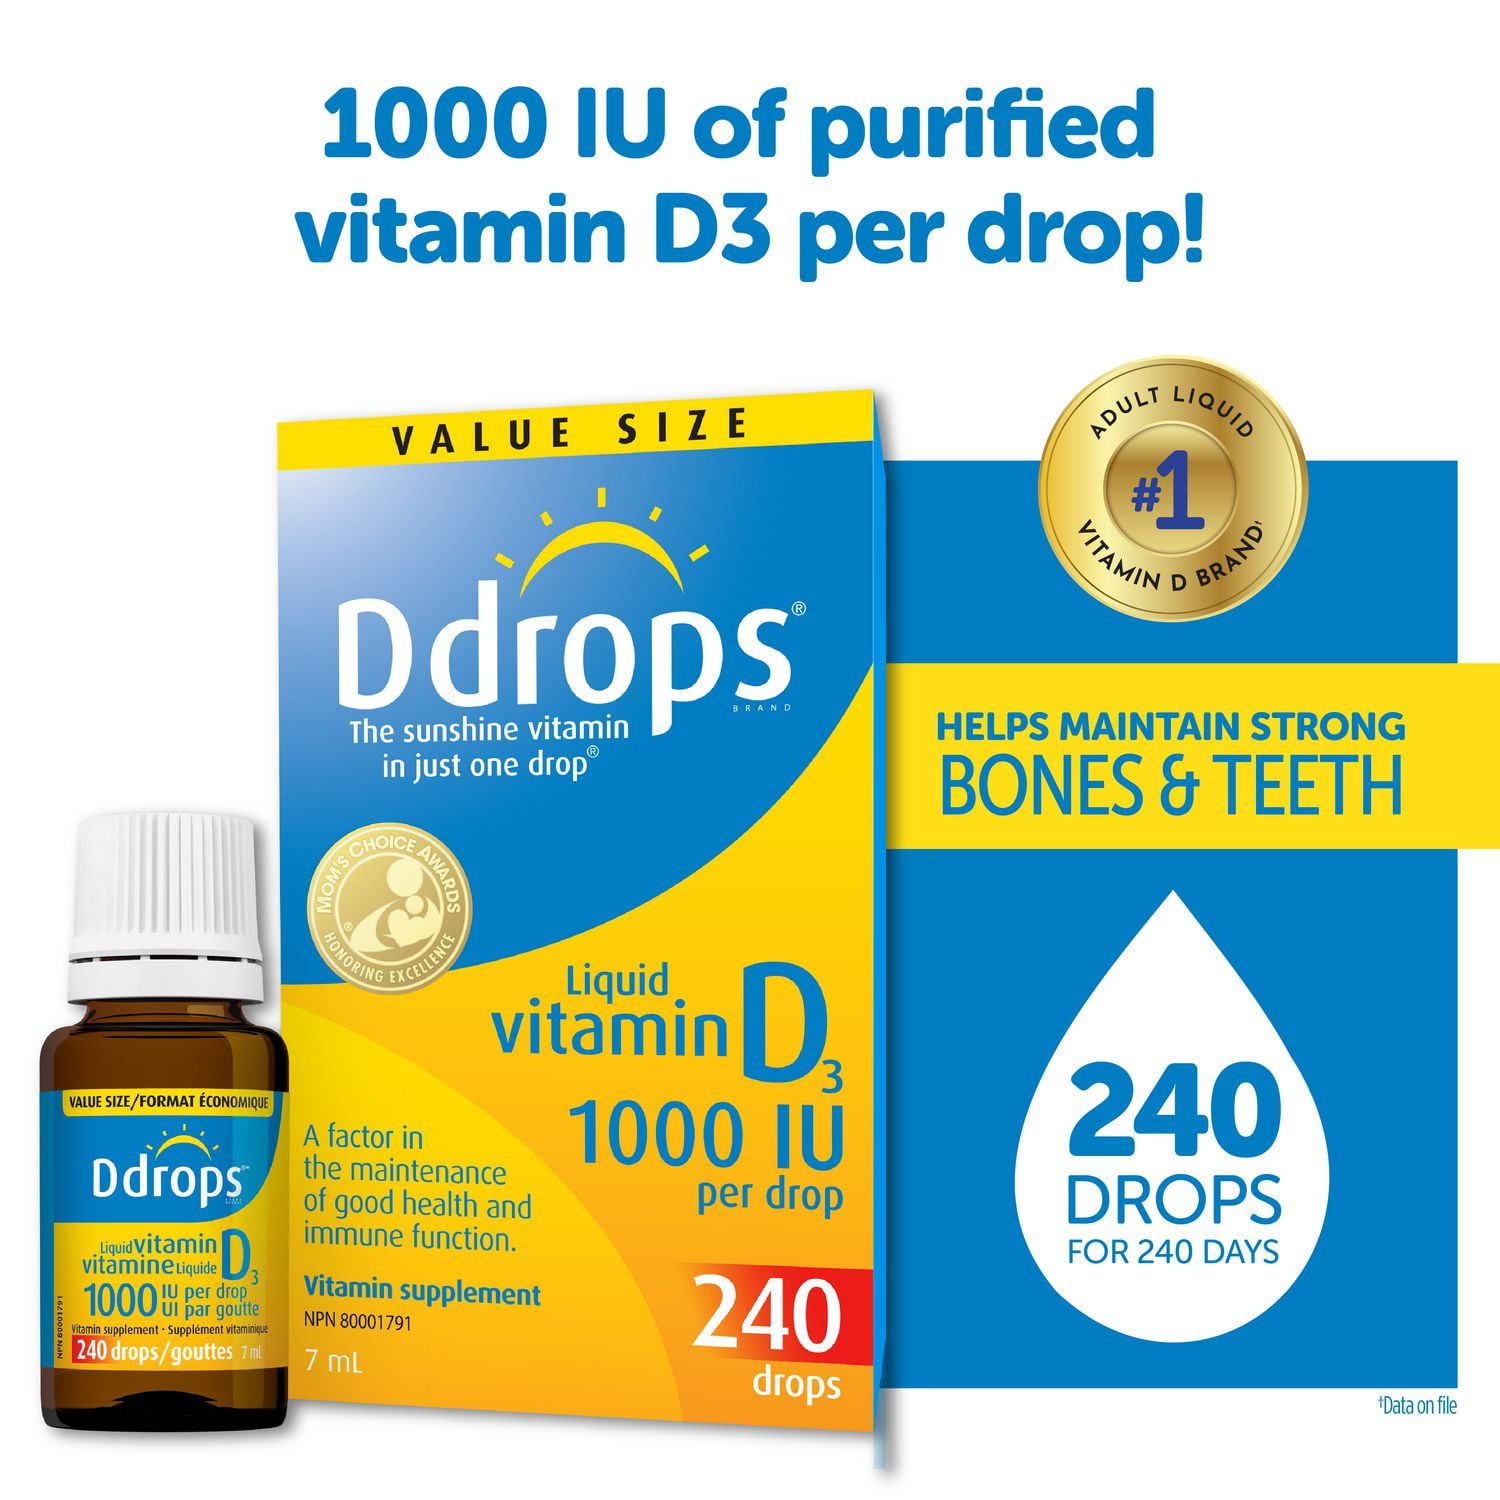 1000 IU of purified
vitamin D3 per drop!
VALUE SIZE
Ddrops®
BRAND
The sunshine vitamin
in just one drop®
MOM'S CHOICE AWARDS
®
HONORING EXCELLENCE
Liquid
vitamin D3
1000 IU
per drop
A factor in
the maintenance
of good health and
immune function.
Vitamin supplement
NPN 80001791
7 mL
240
drops
VALUE SIZE/FORMAT ÉCONOMIQUE
Ddrops
Liquid vitamin D3
vitamine Liquide
1000 IU per drop
UI par goutte
Vitamin supplement · Supplément vitaminique
240 drops/gouttes 7 mL
NPN 80001791
ADULT LIQUID
#1
VITAMIN D BRAND†
HELPS MAINTAIN STRONG
BONES & TEETH
240
DROPS
FOR 240 DAYS
†Data on file